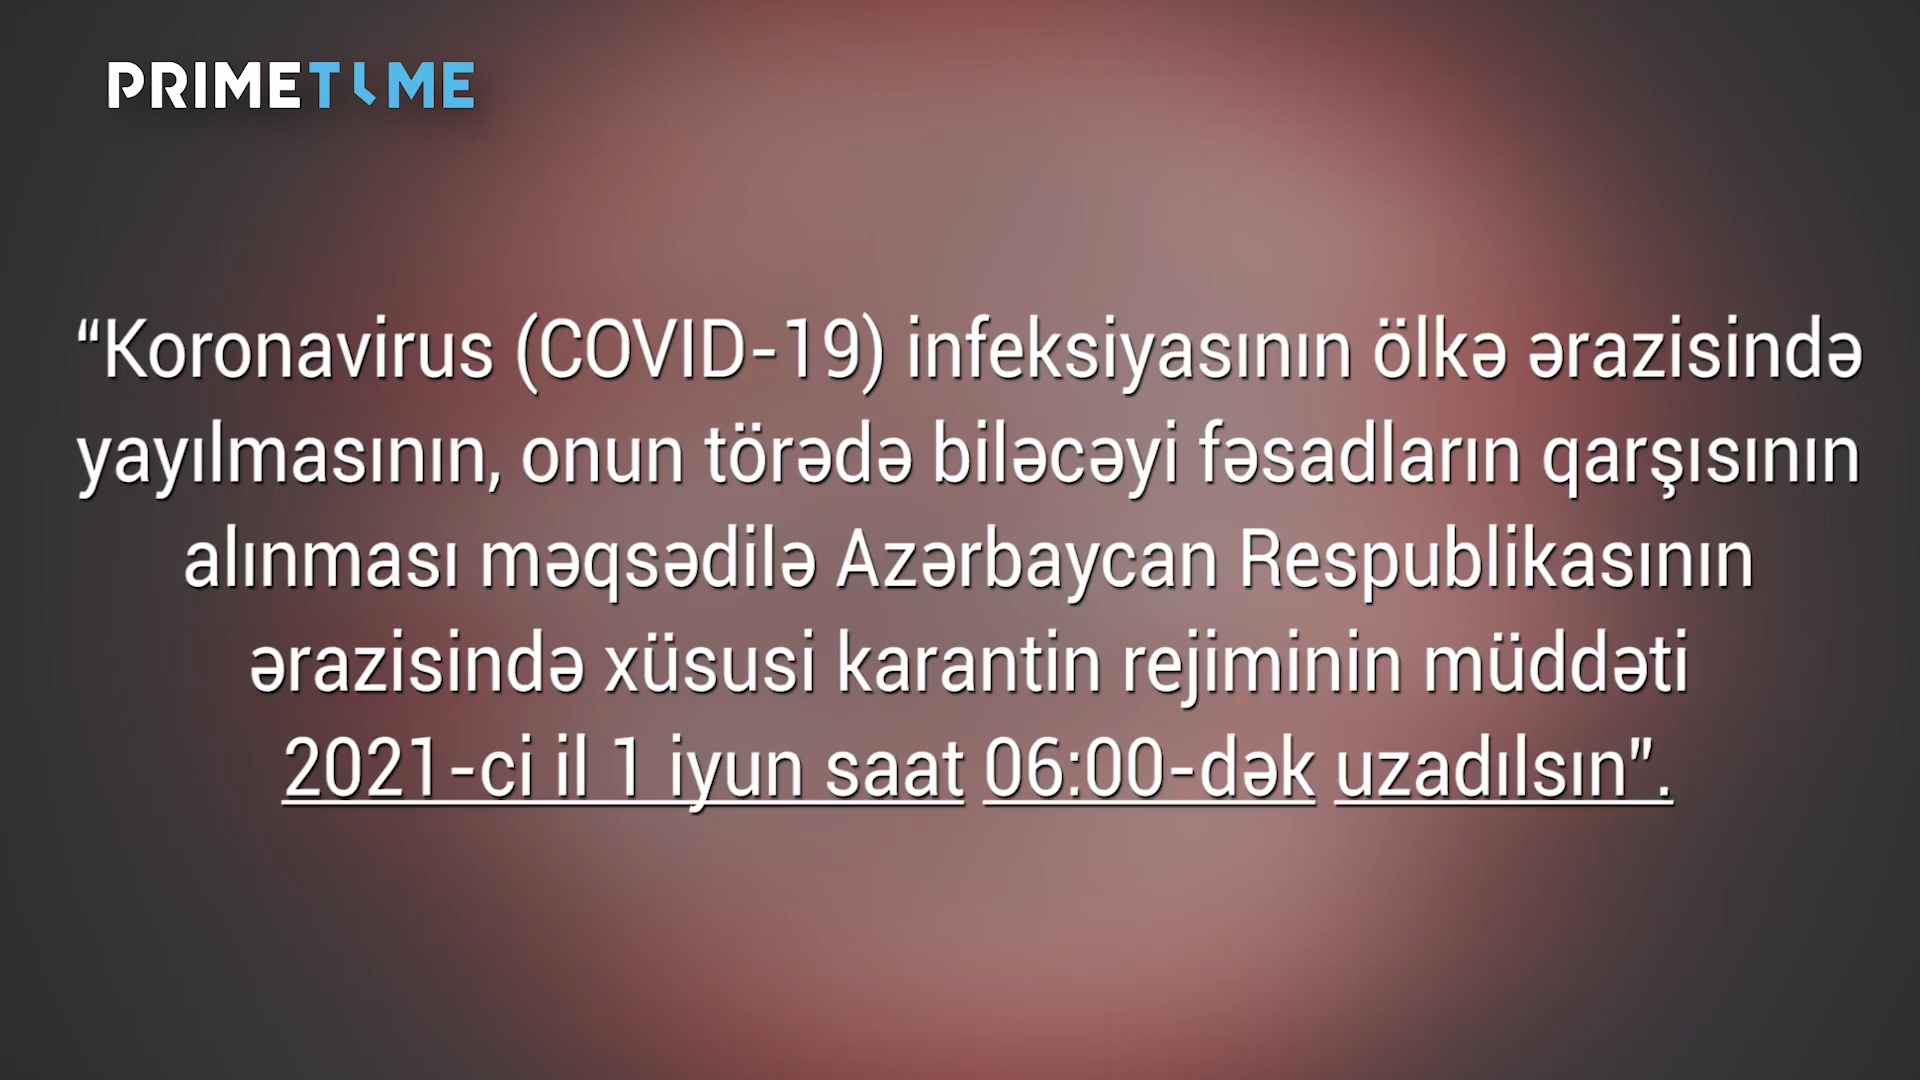 PRIMETIME
“Koronavirus (COVID-19) infeksiyasının ölkə ərazisində
yayılmasının, onun törədə biləcəyi fəsadların qarşısının
alınması məqsədilə Azərbaycan Respublikasının
ərazisində xüsusi karantin rejiminin müddəti
2021-ci il 1 iyun saat 06:00-dək uzadılsın”.